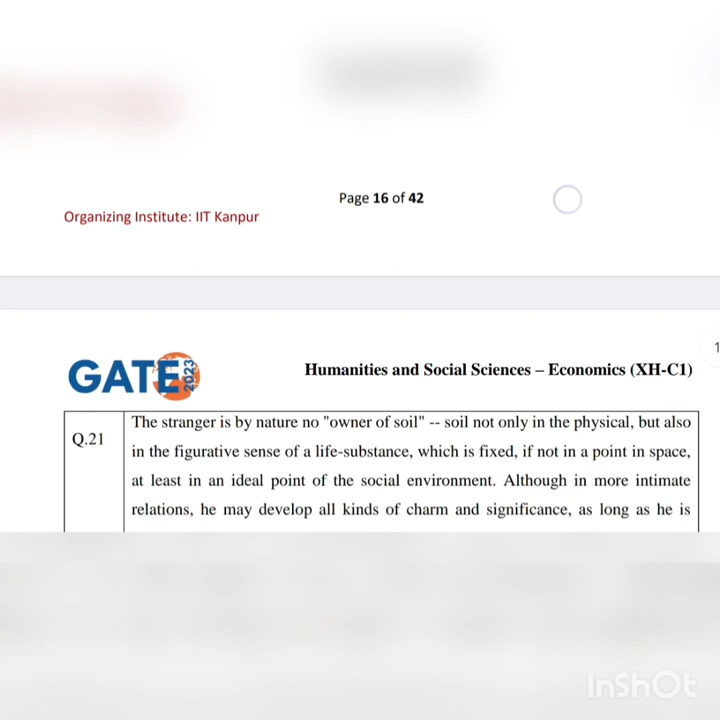 Page 16 of 42
Organizing Institute: IIT Kanpur
1
GATE 2023
Humanities and Social Sciences – Economics (XH-C1)
Q.21
The stranger is by nature no "owner of soil" -- soil not only in the physical, but also
in the figurative sense of a life-substance, which is fixed, if not in a point in space,
at least in an ideal point of the social environment. Although in more intimate
relations, he may develop all kinds of charm and significance, as long as he is
InShOt